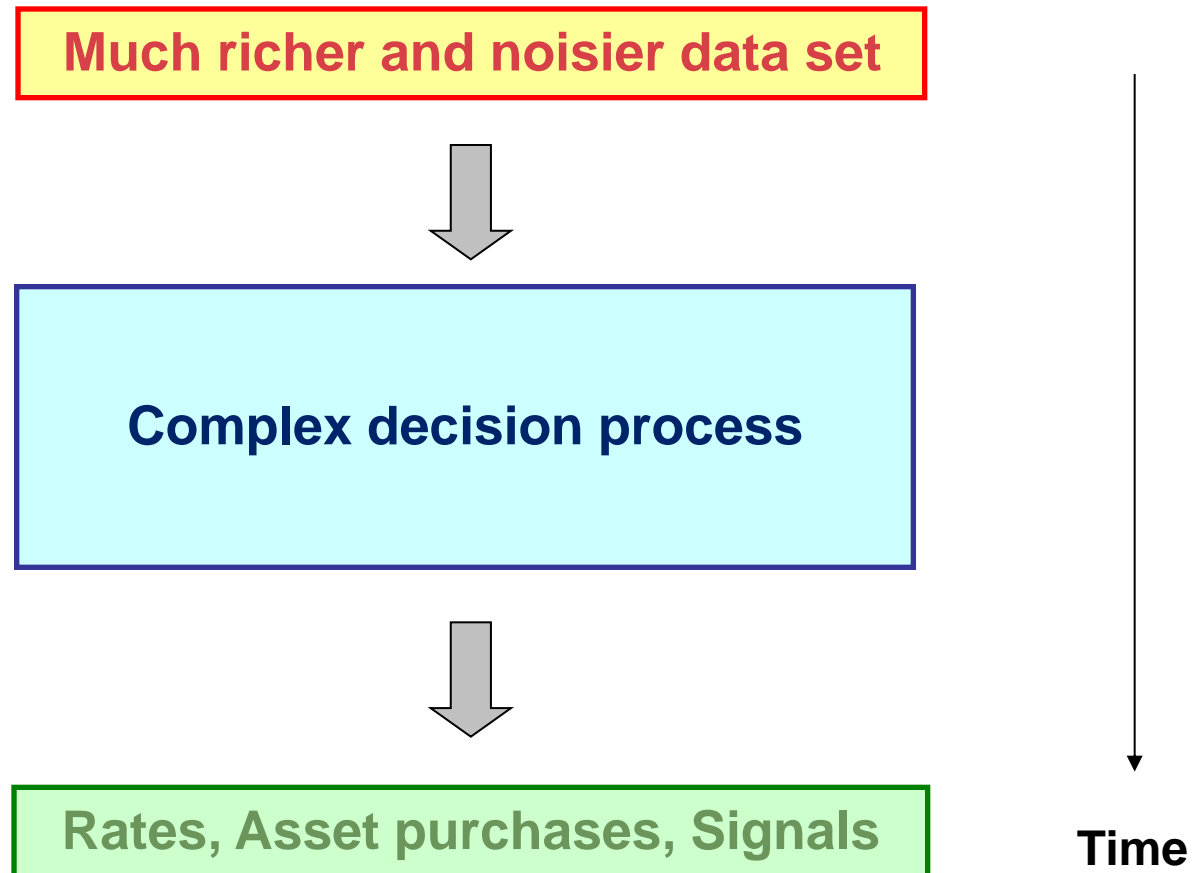 Much richer and noisier data set
Complex decision process
Rates, Asset purchases, Signals
Time